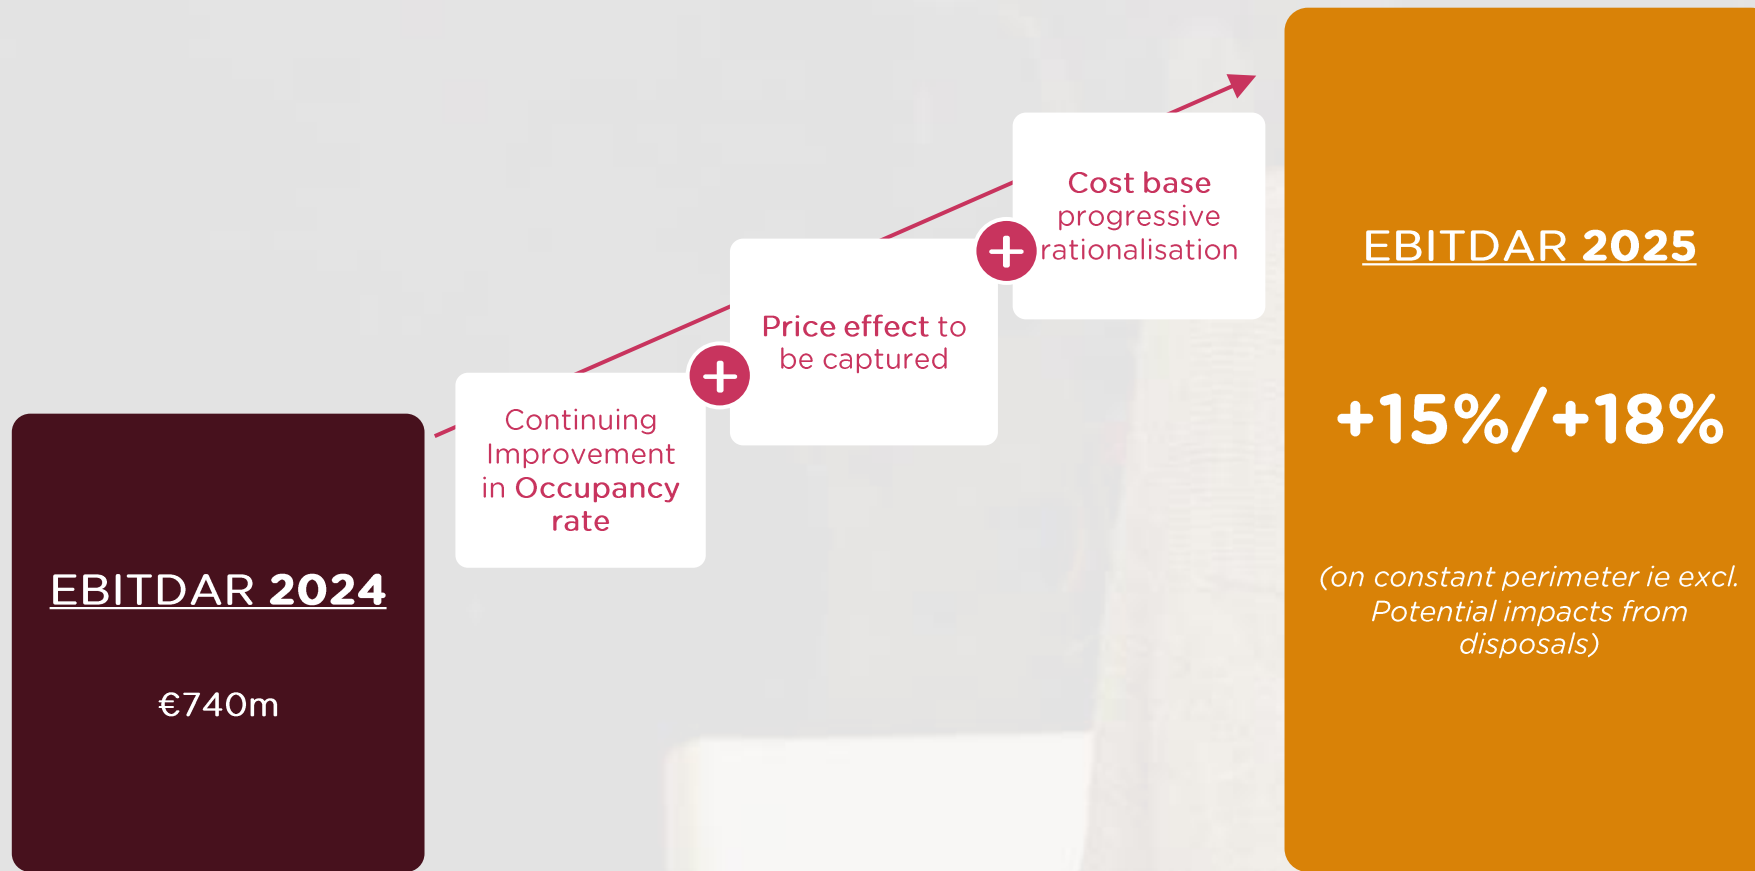 EBITDAR 2024
€740m
Continuing
Improvement
in Occupancy
rate
+
Price effect to
be captured
+
Cost base
progressive
rationalisation
EBITDAR 2025
+15%/+18%
(on constant perimeter ie excl.
Potential impacts from
disposals)